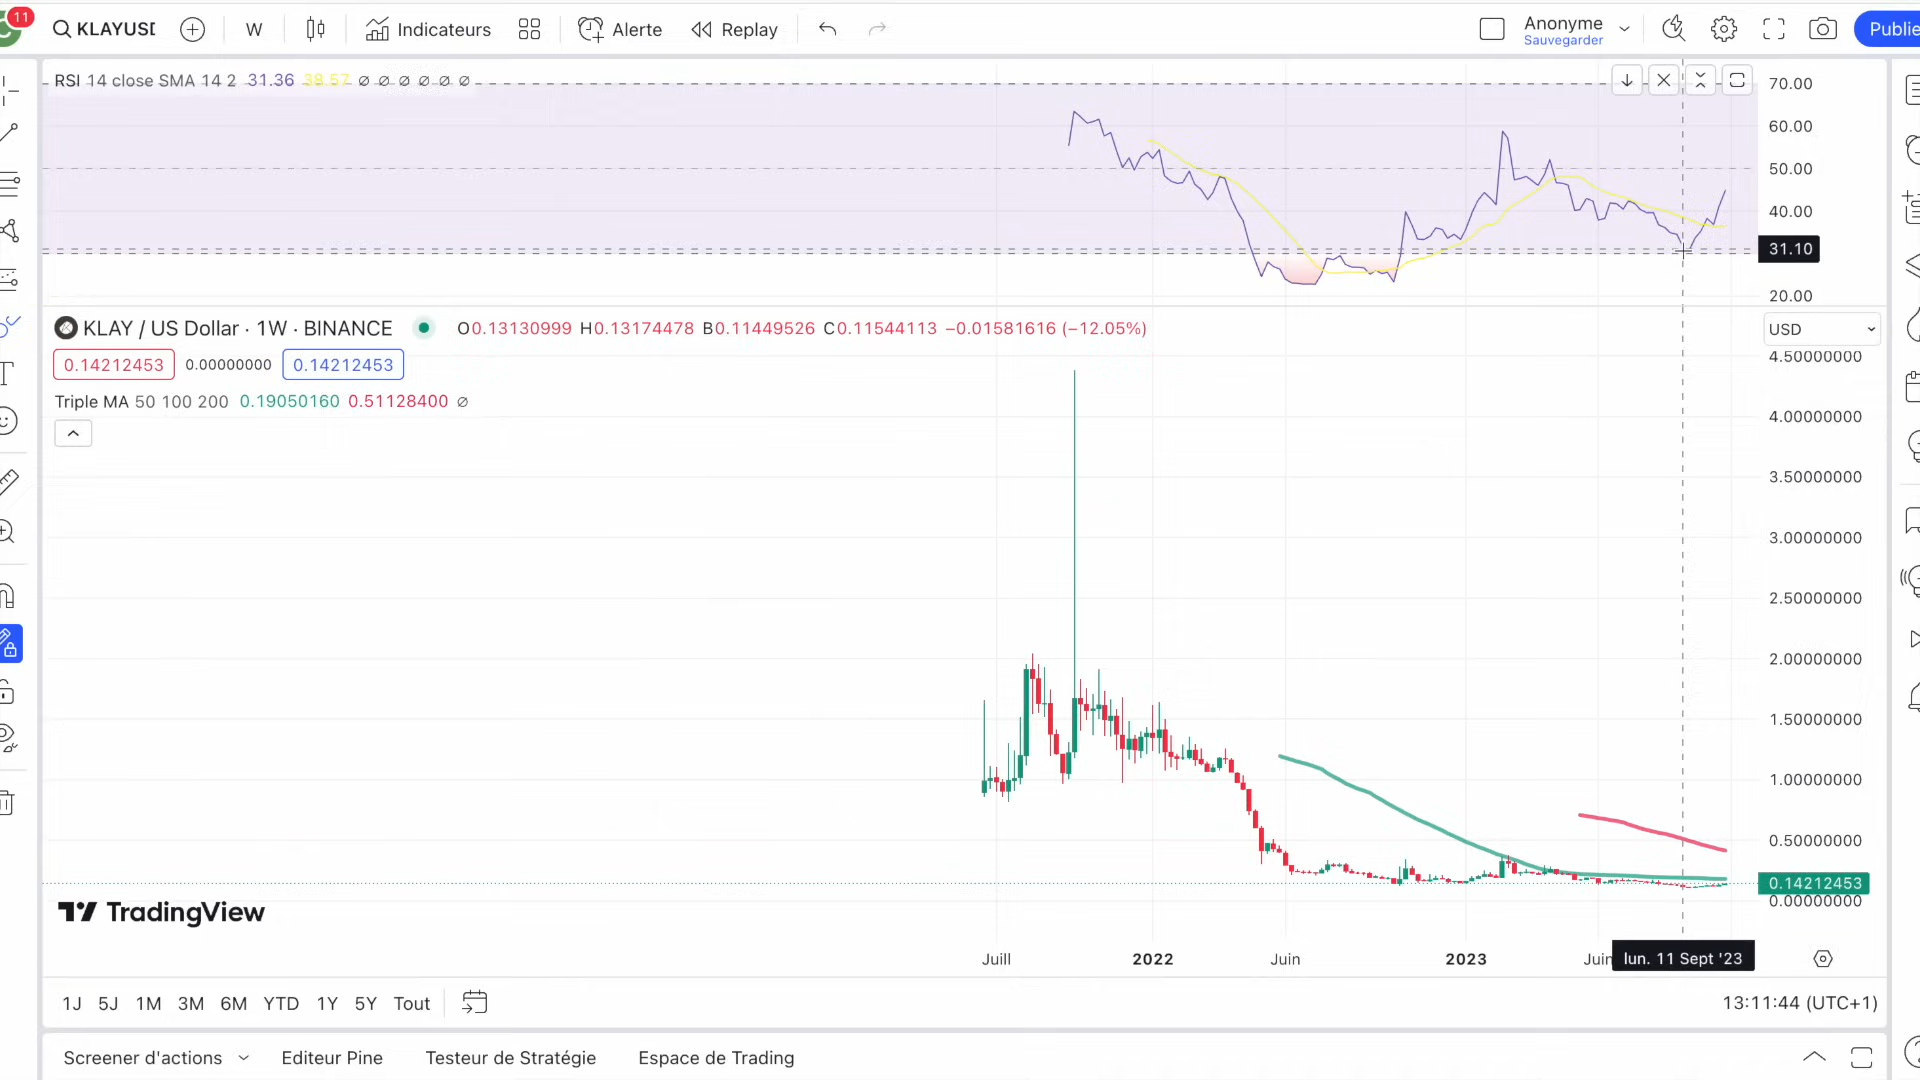 11
KLAYUSD
W
Indicateurs
Alerte
Replay
Anonyme
Sauvegarder
Publie
RSI 14 close SMA 14 2 31.36 38.57 ∅ ∅ ∅ ∅ ∅ ∅
70.00
60.00
50.00
40.00
31.10
20.00
KLAY / US Dollar · 1W · BINANCE O0.13130999 H0.13174478 B0.11449526 C0.11544113 −0.01581616 (−12.05%)
USD
0.14212453 0.00000000 0.14212453
Triple MA 50 100 200 0.19050160 0.51128400 ∅
4.50000000
4.00000000
3.50000000
3.00000000
2.50000000
2.00000000
1.50000000
1.00000000
0.50000000
0.14212453
0.00000000
TradingView
Juill 2022 Juin 2023 Juin lun. 11 Sept '23
1J 5J 1M 3M 6M YTD 1Y 5Y Tout
13:11:44 (UTC+1)
Screener d'actions Editeur Pine Testeur de Stratégie Espace de Trading